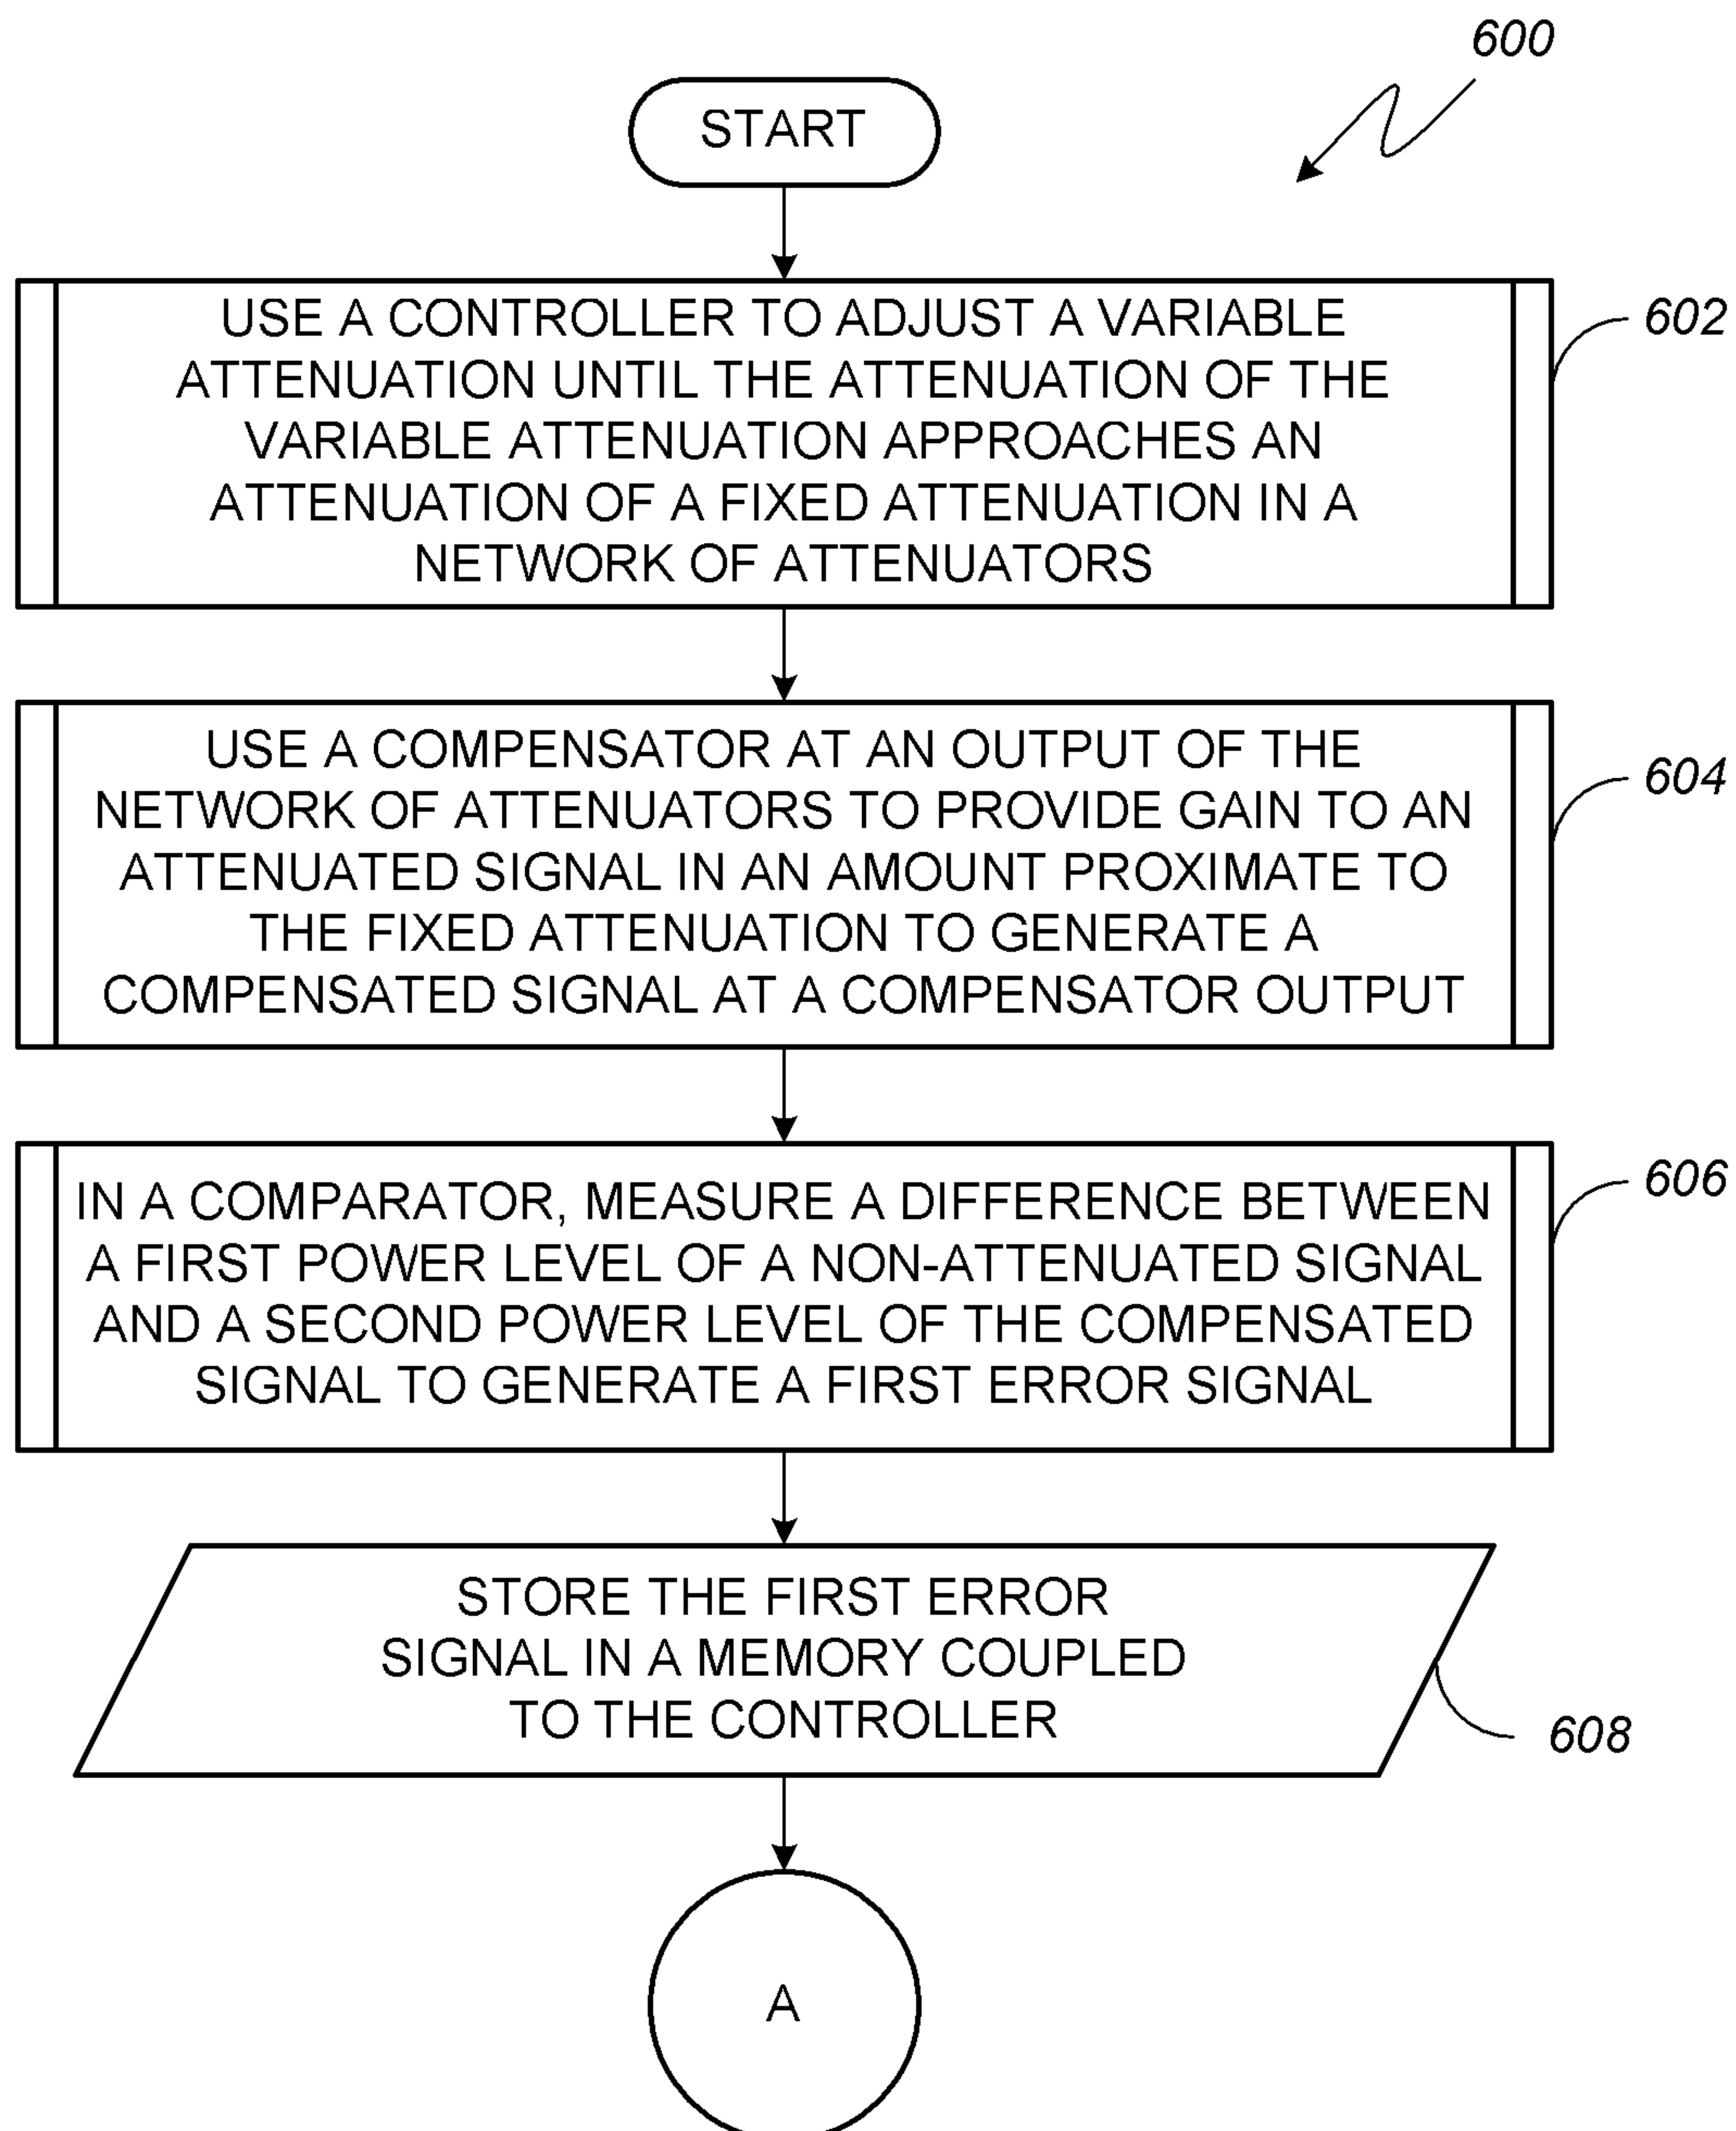 600
START
USE A CONTROLLER TO ADJUST A VARIABLE
ATTENUATION UNTIL THE ATTENUATION OF THE
VARIABLE ATTENUATION APPROACHES AN
ATTENUATION OF A FIXED ATTENUATION IN A
NETWORK OF ATTENUATORS
602
USE A COMPENSATOR AT AN OUTPUT OF THE
NETWORK OF ATTENUATORS TO PROVIDE GAIN TO AN
ATTENUATED SIGNAL IN AN AMOUNT PROXIMATE TO
THE FIXED ATTENUATION TO GENERATE A
COMPENSATED SIGNAL AT A COMPENSATOR OUTPUT
604
IN A COMPARATOR, MEASURE A DIFFERENCE BETWEEN
A FIRST POWER LEVEL OF A NON-ATTENUATED SIGNAL
AND A SECOND POWER LEVEL OF THE COMPENSATED
SIGNAL TO GENERATE A FIRST ERROR SIGNAL
606
STORE THE FIRST ERROR
SIGNAL IN A MEMORY COUPLED
TO THE CONTROLLER
608
A